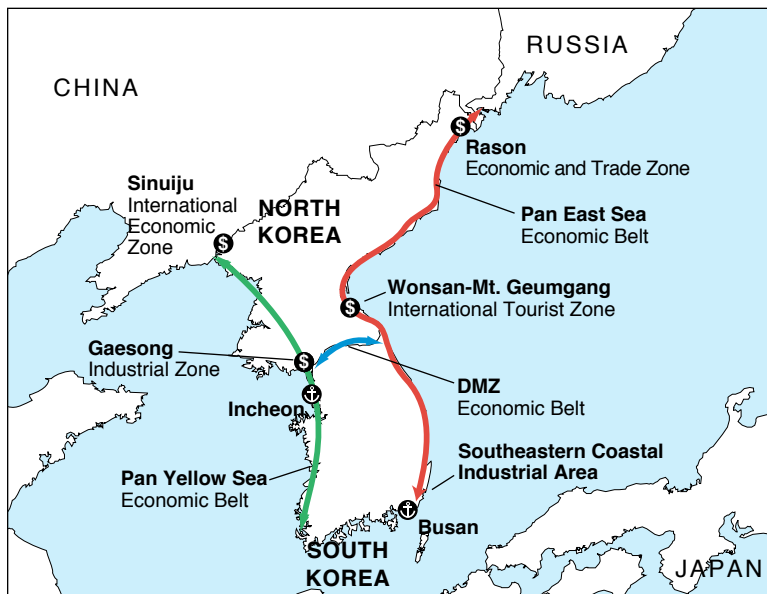 RUSSIA
CHINA
$
Rason
Economic and Trade Zone
Sinuiju
International
Economic
Zone
$
NORTH
KOREA
Pan East Sea
Economic Belt
Wonsan-Mt. Geumgang
International Tourist Zone
$
Gaesong
Industrial Zone
$
DMZ
Economic Belt
Incheon
Southeastern Coastal
Industrial Area
Pan Yellow Sea
Economic Belt
Busan
SOUTH
KOREA
JAPAN